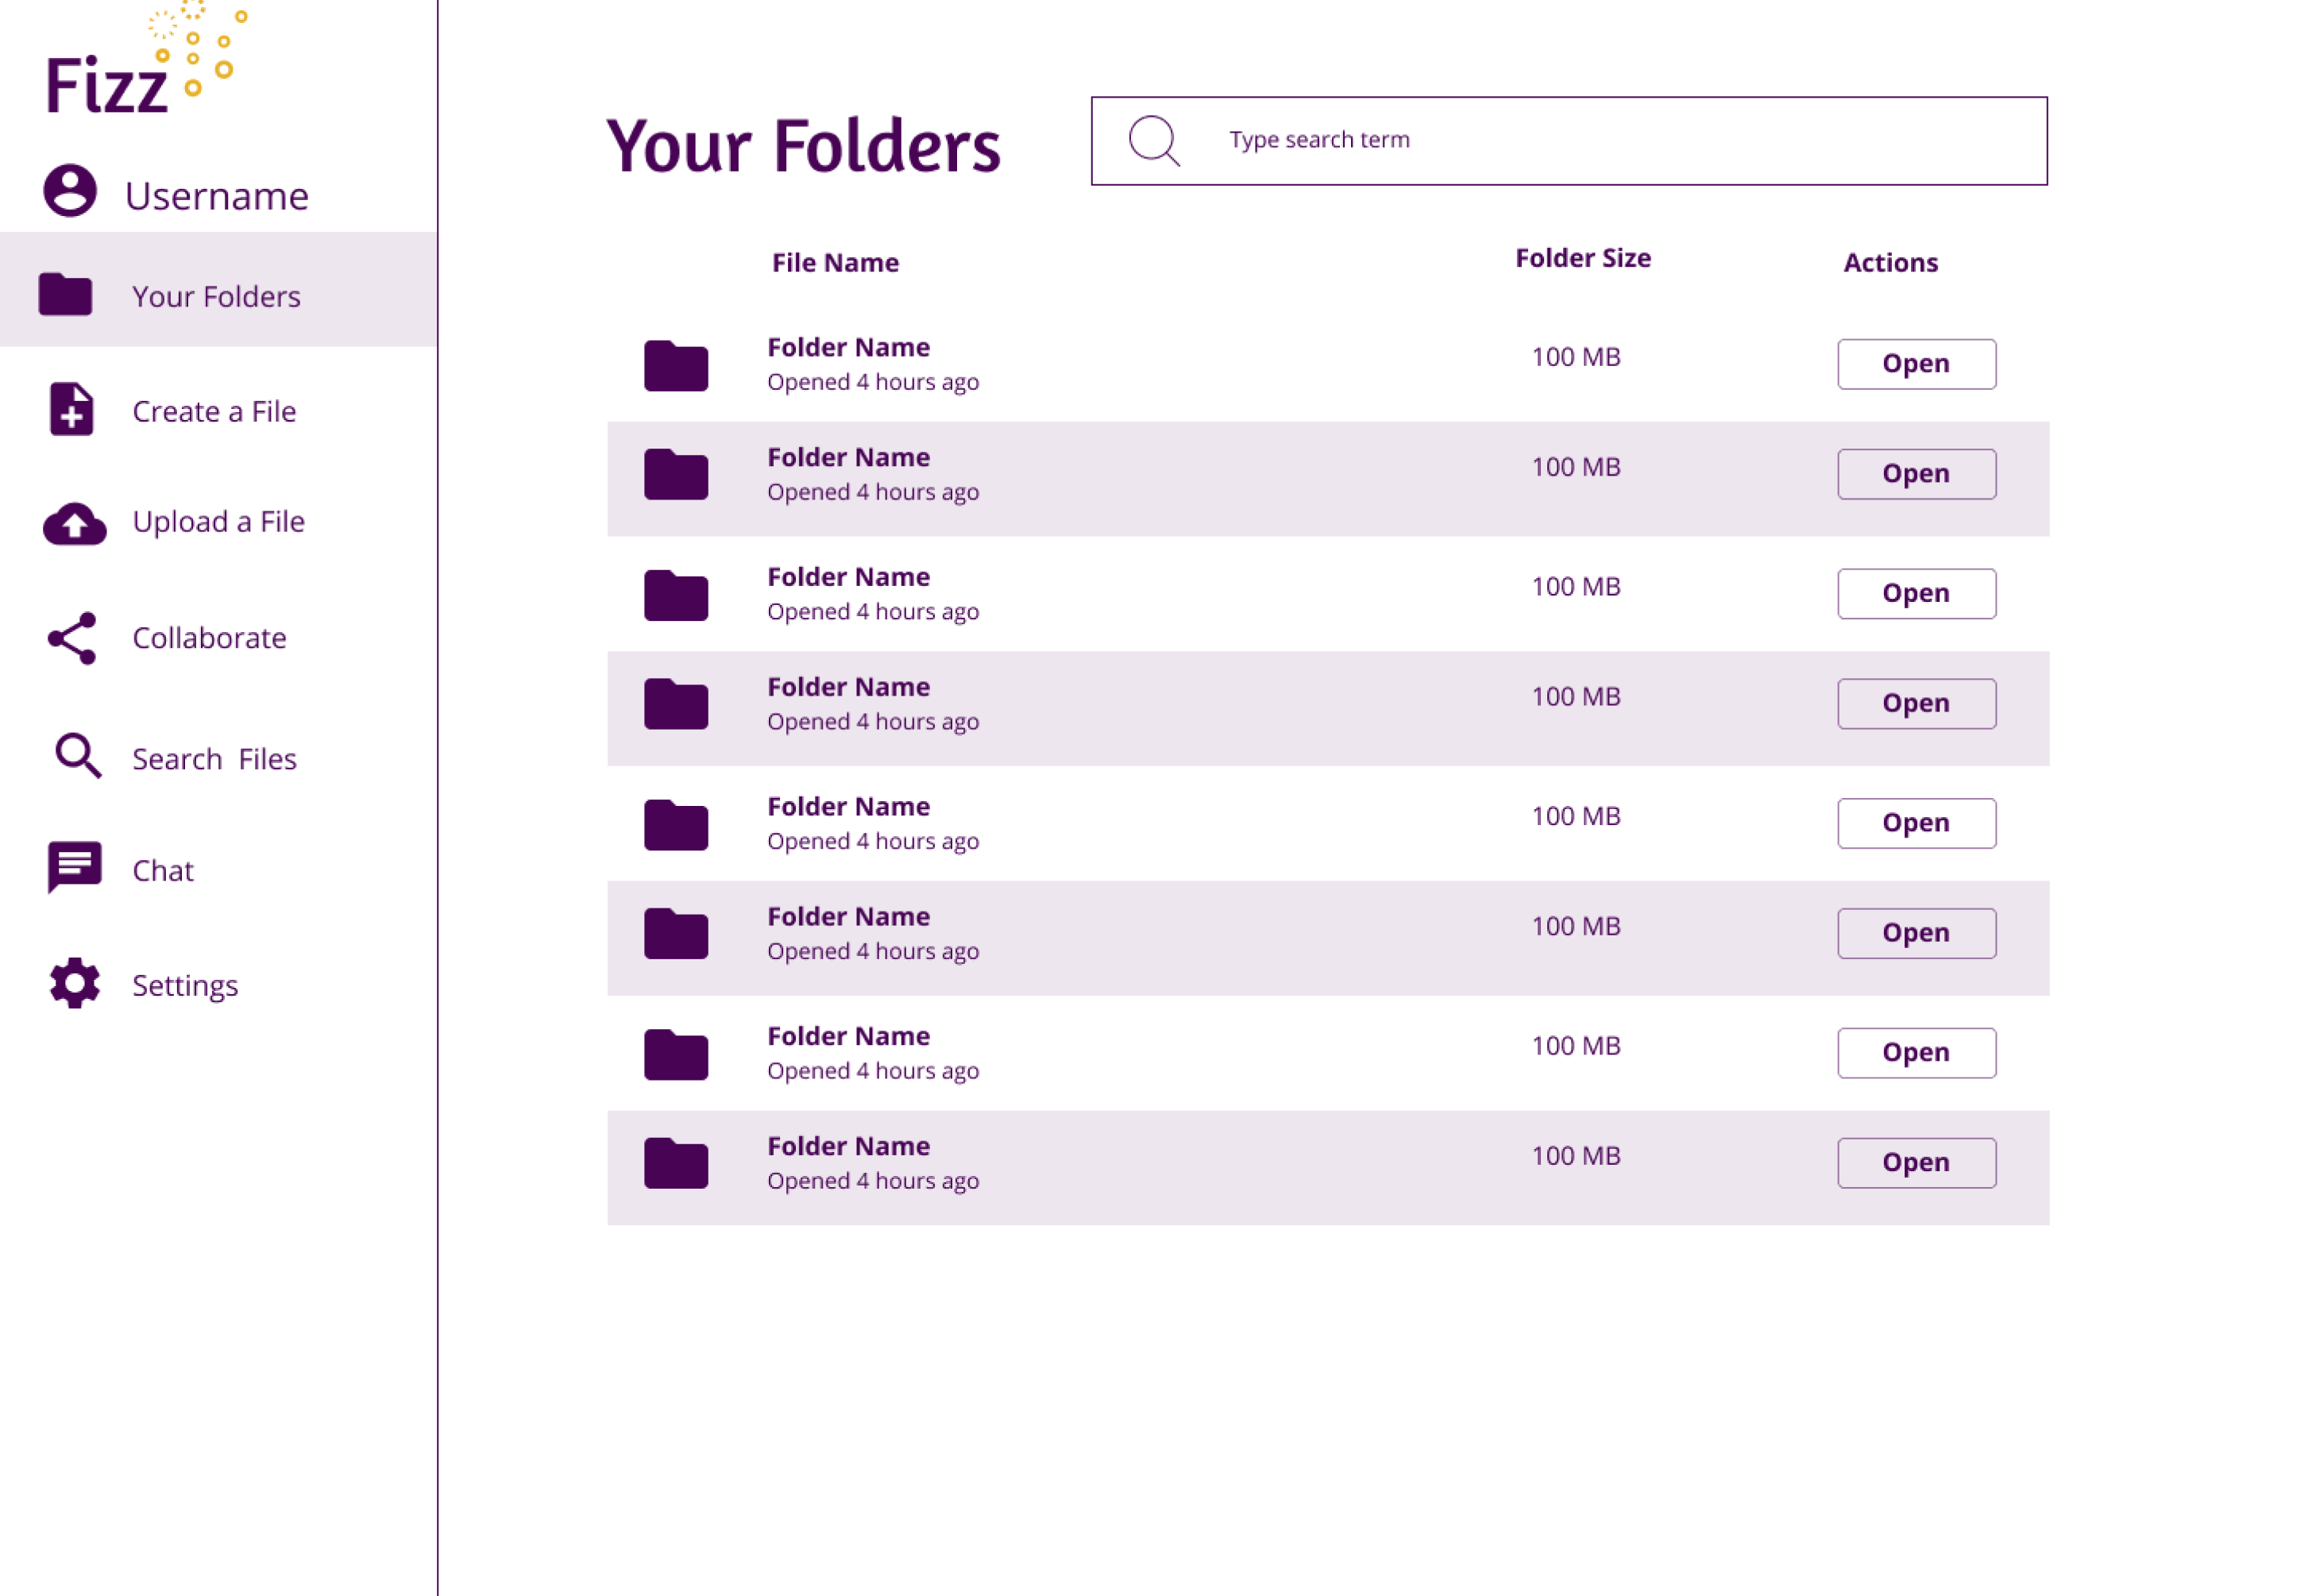 Fizz
Username
Your Folders
Create a File
Upload a File
Collaborate
Search  Files
Chat
Settings
Your Folders
Type search term
File Name
Folder Size
Actions
Folder Name
Opened 4 hours ago
100 MB
Open
Folder Name
Opened 4 hours ago
100 MB
Open
Folder Name
Opened 4 hours ago
100 MB
Open
Folder Name
Opened 4 hours ago
100 MB
Open
Folder Name
Opened 4 hours ago
100 MB
Open
Folder Name
Opened 4 hours ago
100 MB
Open
Folder Name
Opened 4 hours ago
100 MB
Open
Folder Name
Opened 4 hours ago
100 MB
Open